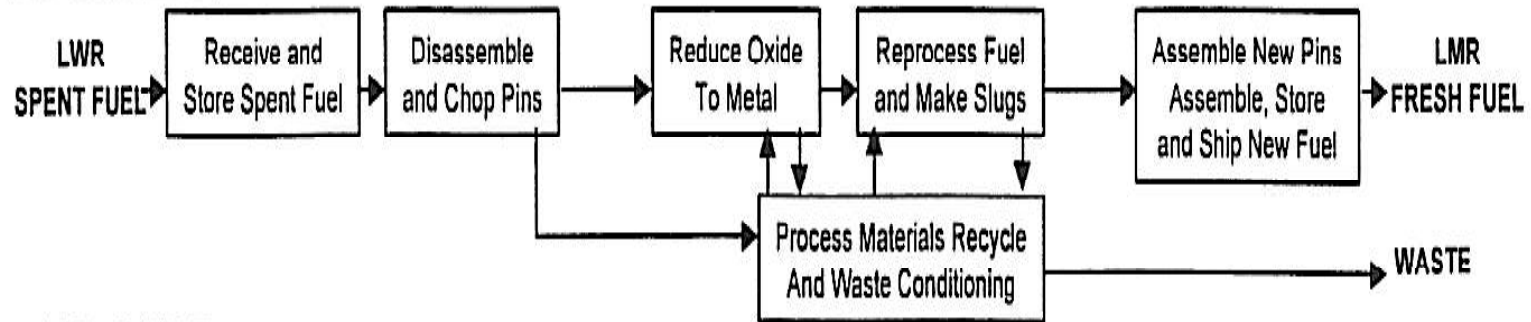 LWR
SPENT FUEL
Receive and
Store Spent Fuel
Disassemble
and Chop Pins
Reduce Oxide
To Metal
Reprocess Fuel
and Make Slugs
Assemble New Pins
Assemble, Store
and Ship New Fuel
LMR
FRESH FUEL
Process Materials Recycle
And Waste Conditioning
WASTE